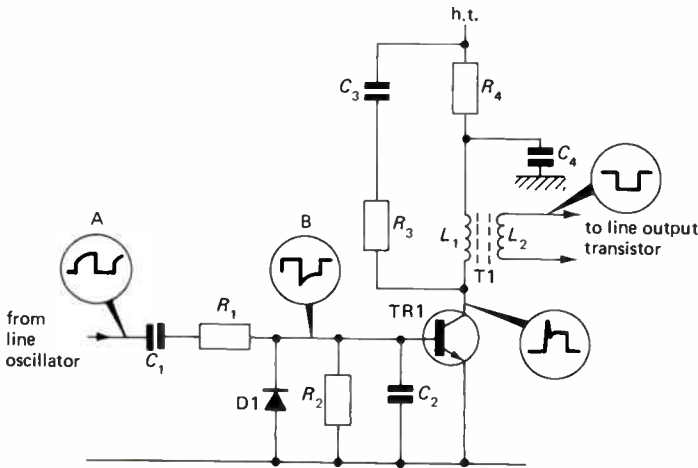 h.t.
C3
R4
C4
R3
L1
L2
T1
to line output
transistor
A
B
from
line
oscillator
C1
R1
TR1
D1
R2
C2